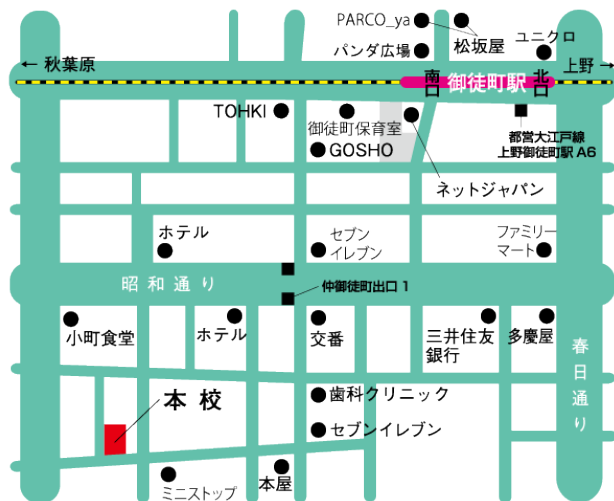 PARCO_ya
松坂屋
パンダ広場
ユニクロ
← 秋葉原
上野 →
南口
御徒町駅
北口
TOHKI
御徒町保育室
GOSHO
都営大江戸線
上野御徒町駅 A6
ネットジャパン
ホテル
セブン
イレブン
ファミリー
マート
昭和通り
仲御徒町出口 1
小町食堂
ホテル
交番
三井住友
銀行
多慶屋
春日通り
本校
歯科クリニック
セブンイレブン
ミニストップ
本屋